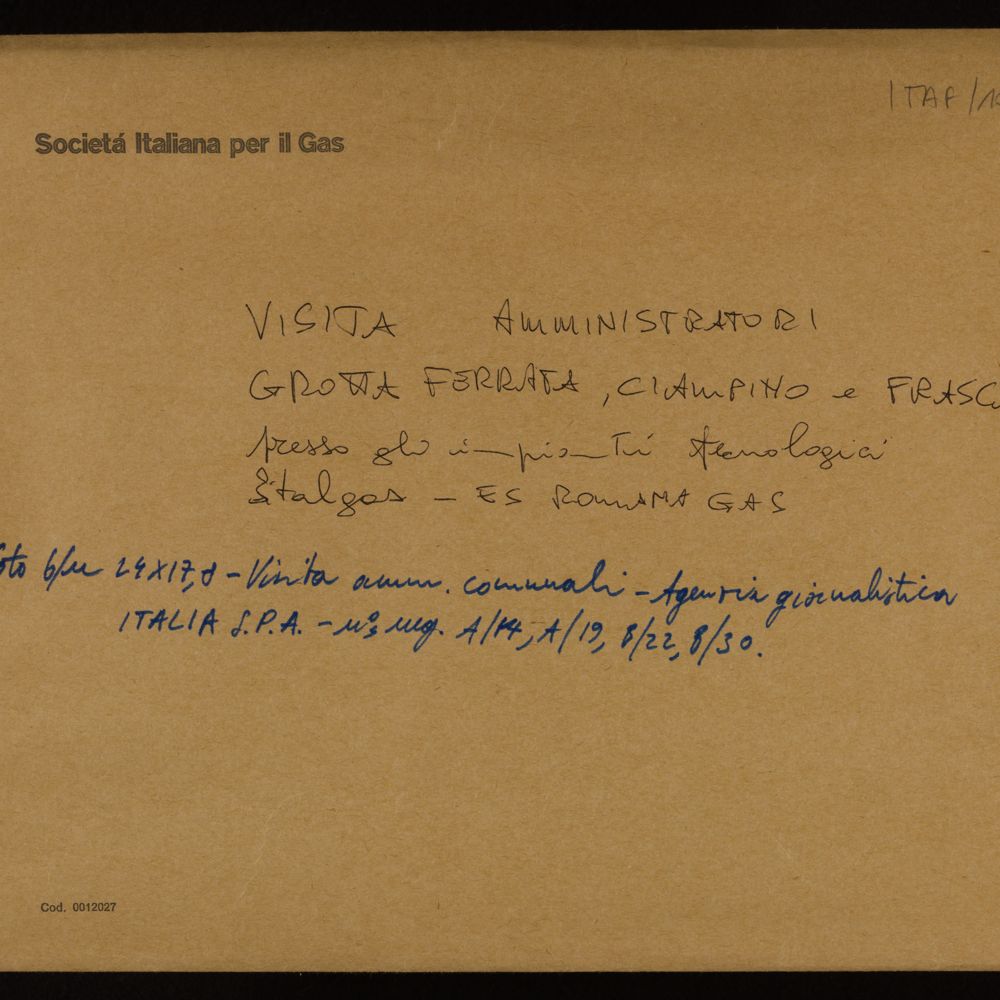 ITAF/
Societá Italiana per il Gas
VISITA AMMINISTRATORI
GROTTA FERRATA, CIAMPINO e FRASC
presso gli impianti tecnologici
Italgas - ES ROMANA GAS
b/n 24x17,8 - Visita amm. comunali - Agenzia giornalistica
ITALIA S.P.A. - nos neg. A/14, A/19, B/22, B/30.
Cod. 0012027